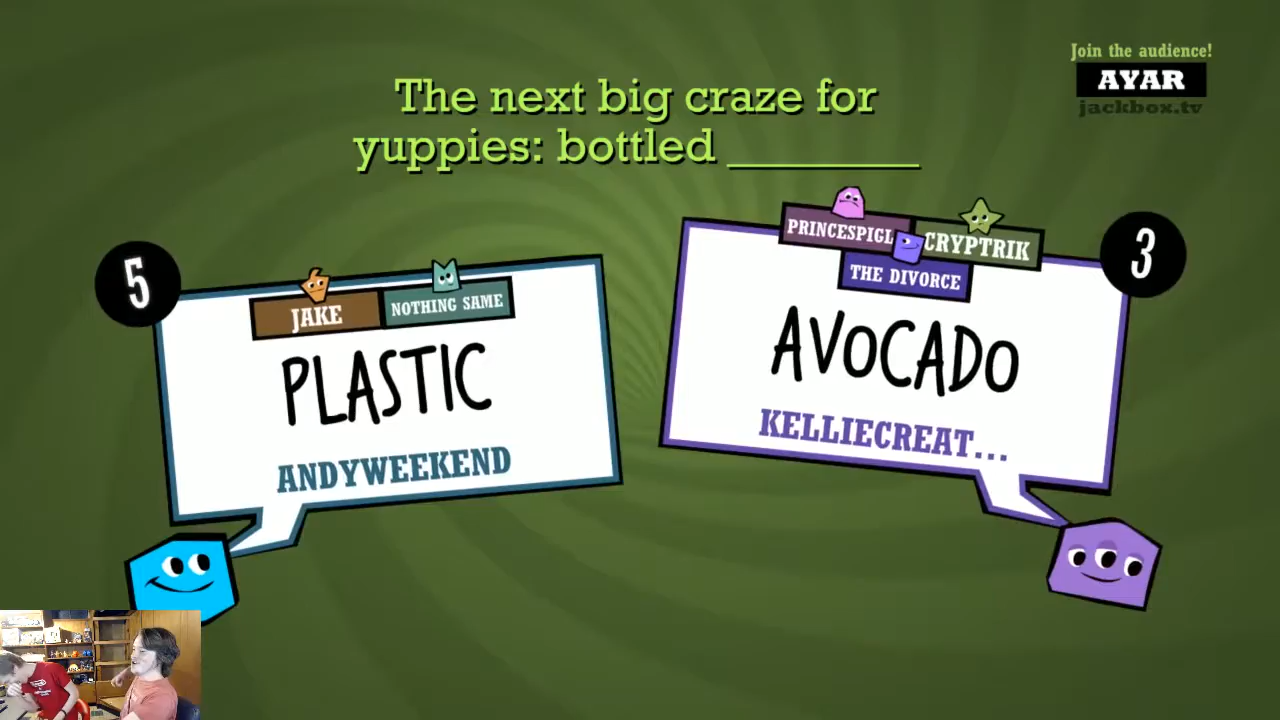 Join the audience!
AYAR
jackbox.tv
The next big craze for
yuppies: bottled ________
5
JAKE
NOTHING SAME
PLASTIC
ANDYWEEKEND
PRINCESPIGL
CRYPTRIK
THE DIVORCE
3
AVOCADO
KELLIECREAT...